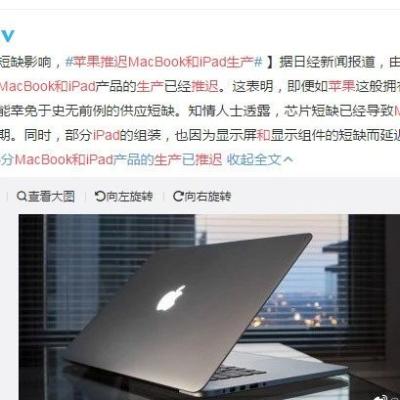 V
短缺影响，#苹果推迟MacBook和iPad生产# 】据日经新闻报道，由
MacBook和iPad产品的生产已经推迟。这表明，即便如苹果这般拥有
能幸免于史无前例的供应短缺。知情人士透露，芯片短缺已经导致M
期。同时，部分iPad的组装，也因为显示屏和显示组件的短缺而延迟
分MacBook和iPad产品的生产已推迟 收起全文
查看大图 向左旋转 向右旋转